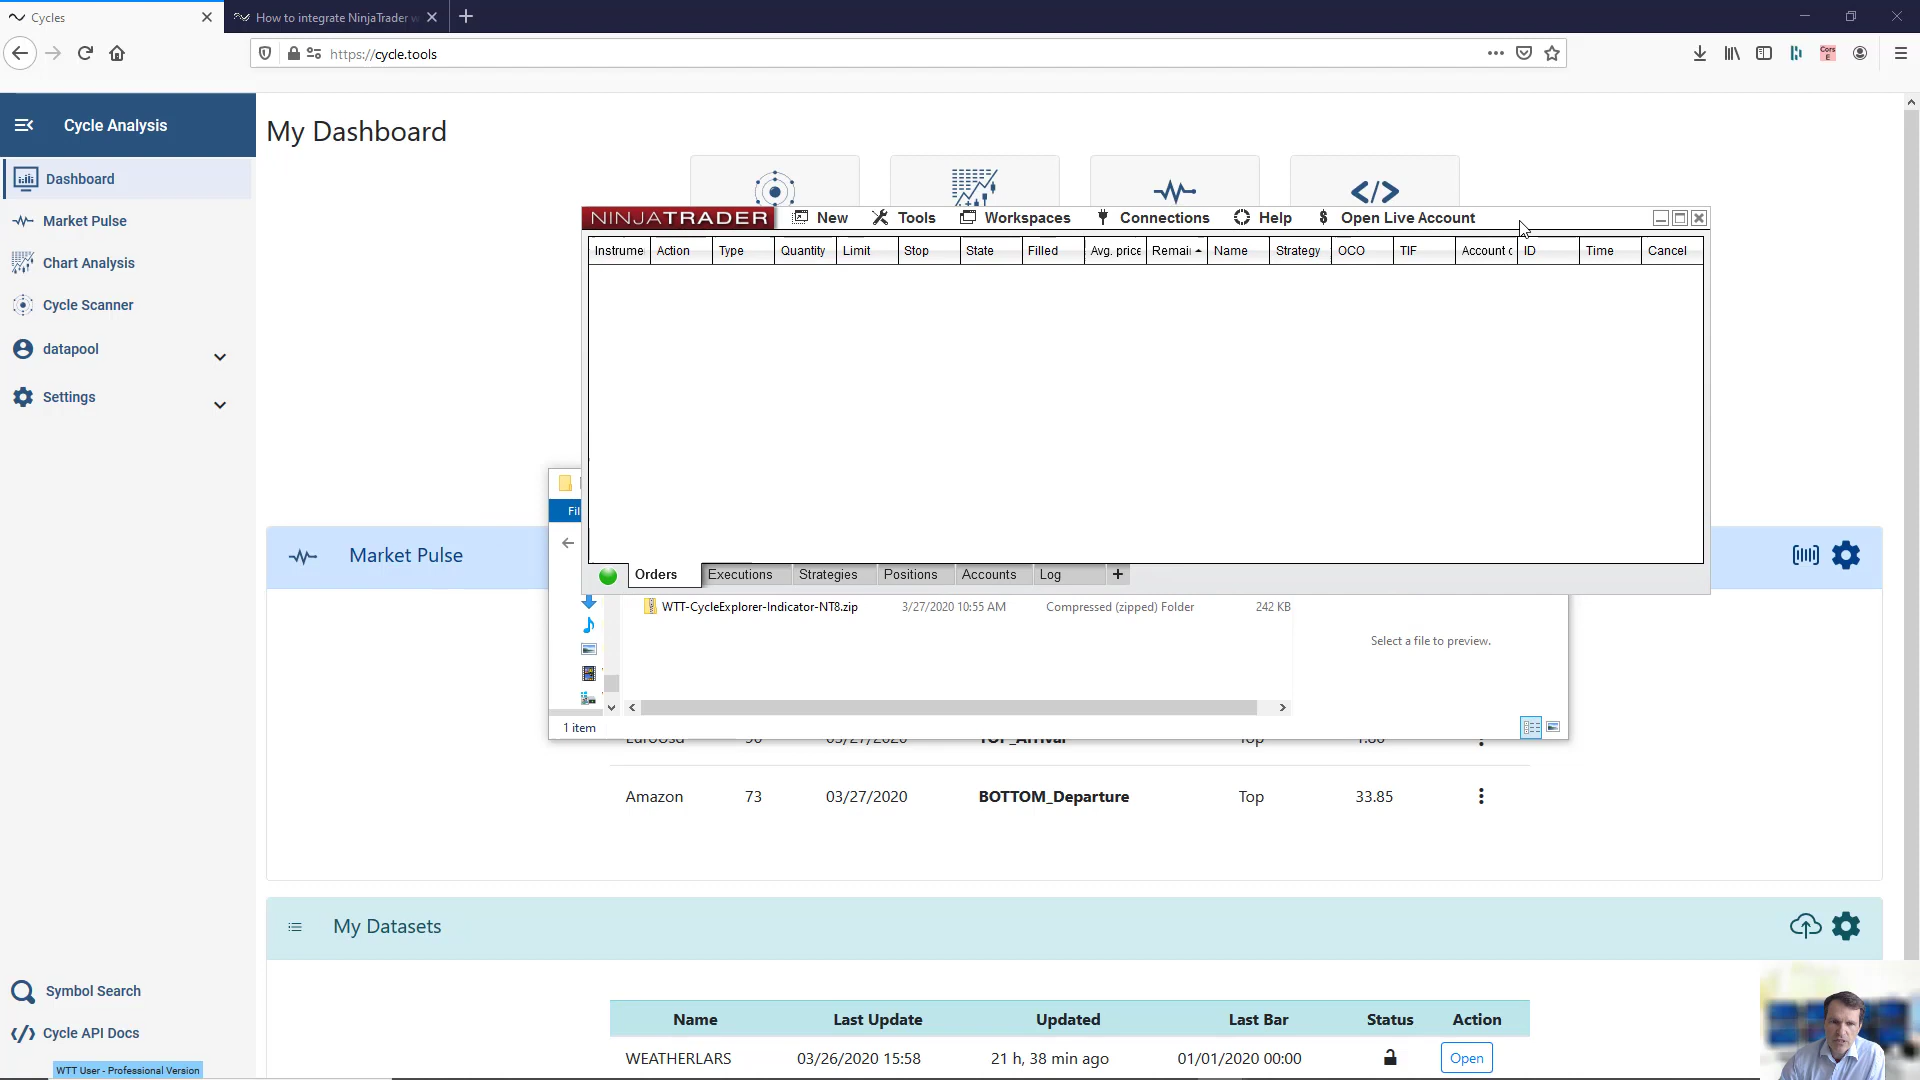 Cycles
How to integrate NinjaTrader w
https://cycle.tools
Cors
E
Cycle Analysis
Dashboard
Market Pulse
Chart Analysis
Cycle Scanner
datapool
Settings
Symbol Search
Cycle API Docs
WTT User - Professional Version
My Dashboard
NINJATRADER New Tools Workspaces Connections Help $ Open Live Account
Instrume Action Type Quantity Limit Stop State Filled Avg. price Remai Name Strategy OCO TIF Account ID Time Cancel
Orders Executions Strategies Positions Accounts Log +
Fil
WTT-CycleExplorer-Indicator-NT8.zip 3/27/2020 10:55 AM Compressed (zipped) Folder 242 KB
Select a file to preview.
1 item
Market Pulse
Amazon 73 03/27/2020 BOTTOM_Departure Top 33.85
My Datasets
Name Last Update Updated Last Bar Status Action
WEATHERLARS 03/26/2020 15:58 21 h, 38 min ago 01/01/2020 00:00 Open